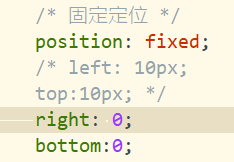 /* 固定定位 */
position: fixed;
/* left: 10px;
top:10px; */
right: 0;
bottom:0;